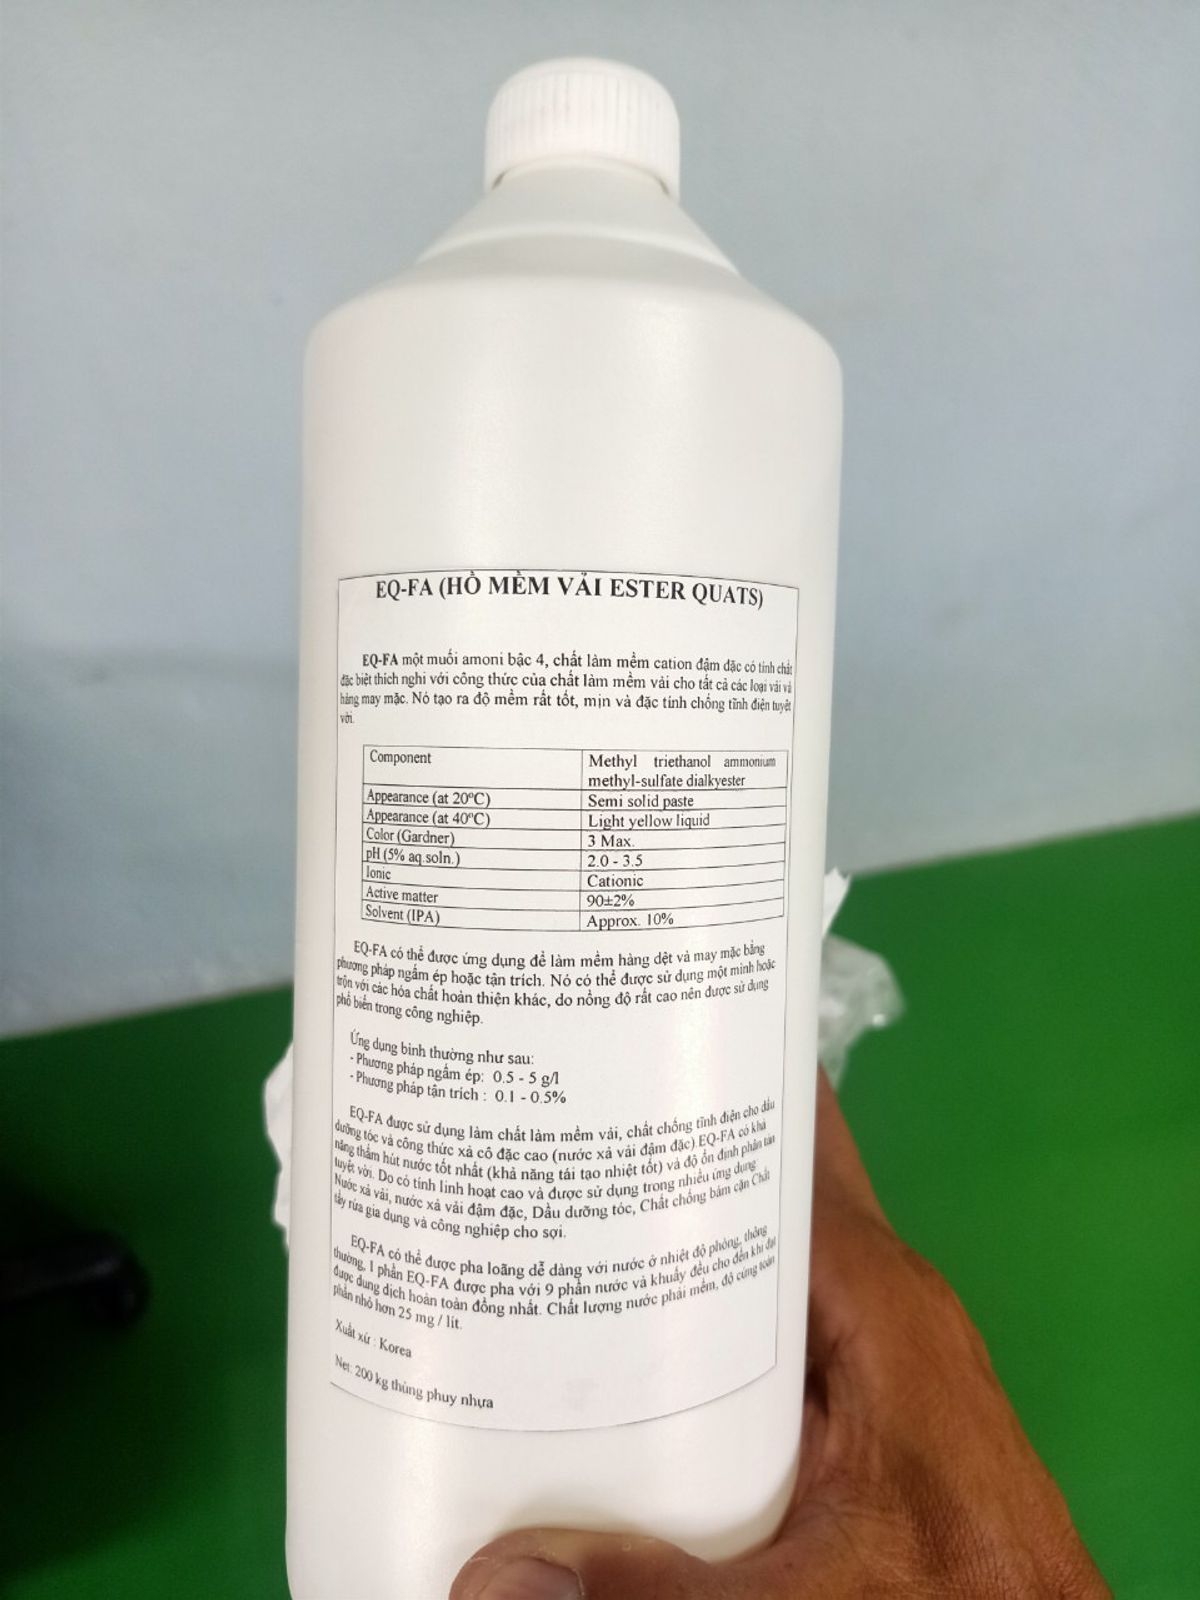 EQ-FA (HỒ MỀM VẢI ESTER QUATS)
EQ-FA một muối amoni bậc 4, chất làm mềm cation đậm đặc có tính chất
đặc biệt thích nghi với công thức của chất làm mềm vải cho tất cả các loại vải và
hàng may mặc. Nó tạo ra độ mềm rất tốt, mịn và đặc tính chống tĩnh điện tuyệt
vời.
Component Methyl triethanol ammonium
methyl-sulfate dialkyester
Appearance (at 20°C) Semi solid paste
Appearance (at 40°C) Light yellow liquid
Color (Gardner) 3 Max.
pH (5% aq.soln.) 2.0 - 3.5
Ionic Cationic
Active matter 90±2%
Solvent (IPA) Approx. 10%
EQ-FA có thể được ứng dụng để làm mềm hàng dệt và may mặc bằng
phương pháp ngấm ép hoặc tận trích. Nó có thể được sử dụng một mình hoặc
trộn với các hóa chất hoàn thiện khác, do nồng độ rất cao nên được sử dụng
phổ biến trong công nghiệp.
Ứng dụng bình thường như sau:
- Phương pháp ngấm ép: 0.5 - 5 g/l
- Phương pháp tận trích : 0.1 - 0.5%
EQ-FA được sử dụng làm chất làm mềm vải, chất chống tĩnh điện cho dầu
dưỡng tóc và công thức xả cô đặc cao (nước xả vải đậm đặc).EQ-FA có khả
năng thấm hút nước tốt nhất (khả năng tái tạo nhiệt tốt) và độ ổn định phân tán
tuyệt vời. Do có tính linh hoạt cao và được sử dụng trong nhiều ứng dụng
Nước xả vải, nước xả vải đậm đặc, Dầu dưỡng tóc, Chất chống bám cặn Chất
tẩy rửa gia dụng và công nghiệp cho sợi.
EQ-FA có thể được pha loãng dễ dàng với nước ở nhiệt độ phòng, thông
thường, 1 phần EQ-FA được pha với 9 phần nước và khuấy đều cho đến khi đạt
được dung dịch hoàn toàn đồng nhất. Chất lượng nước phải mềm, độ cứng toàn
phần nhỏ hơn 25 mg / lít.
Xuất xứ : Korea
Net: 200 kg thùng phuy nhựa